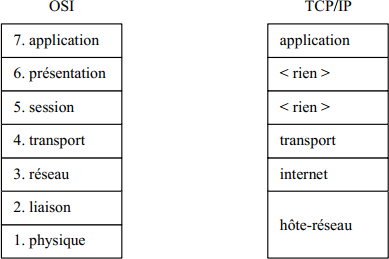 OSI
TCP/IP
7. application
application
6. présentation
< rien >
5. session
< rien >
4. transport
transport
3. réseau
internet
2. liaison
hôte-réseau
1. physique